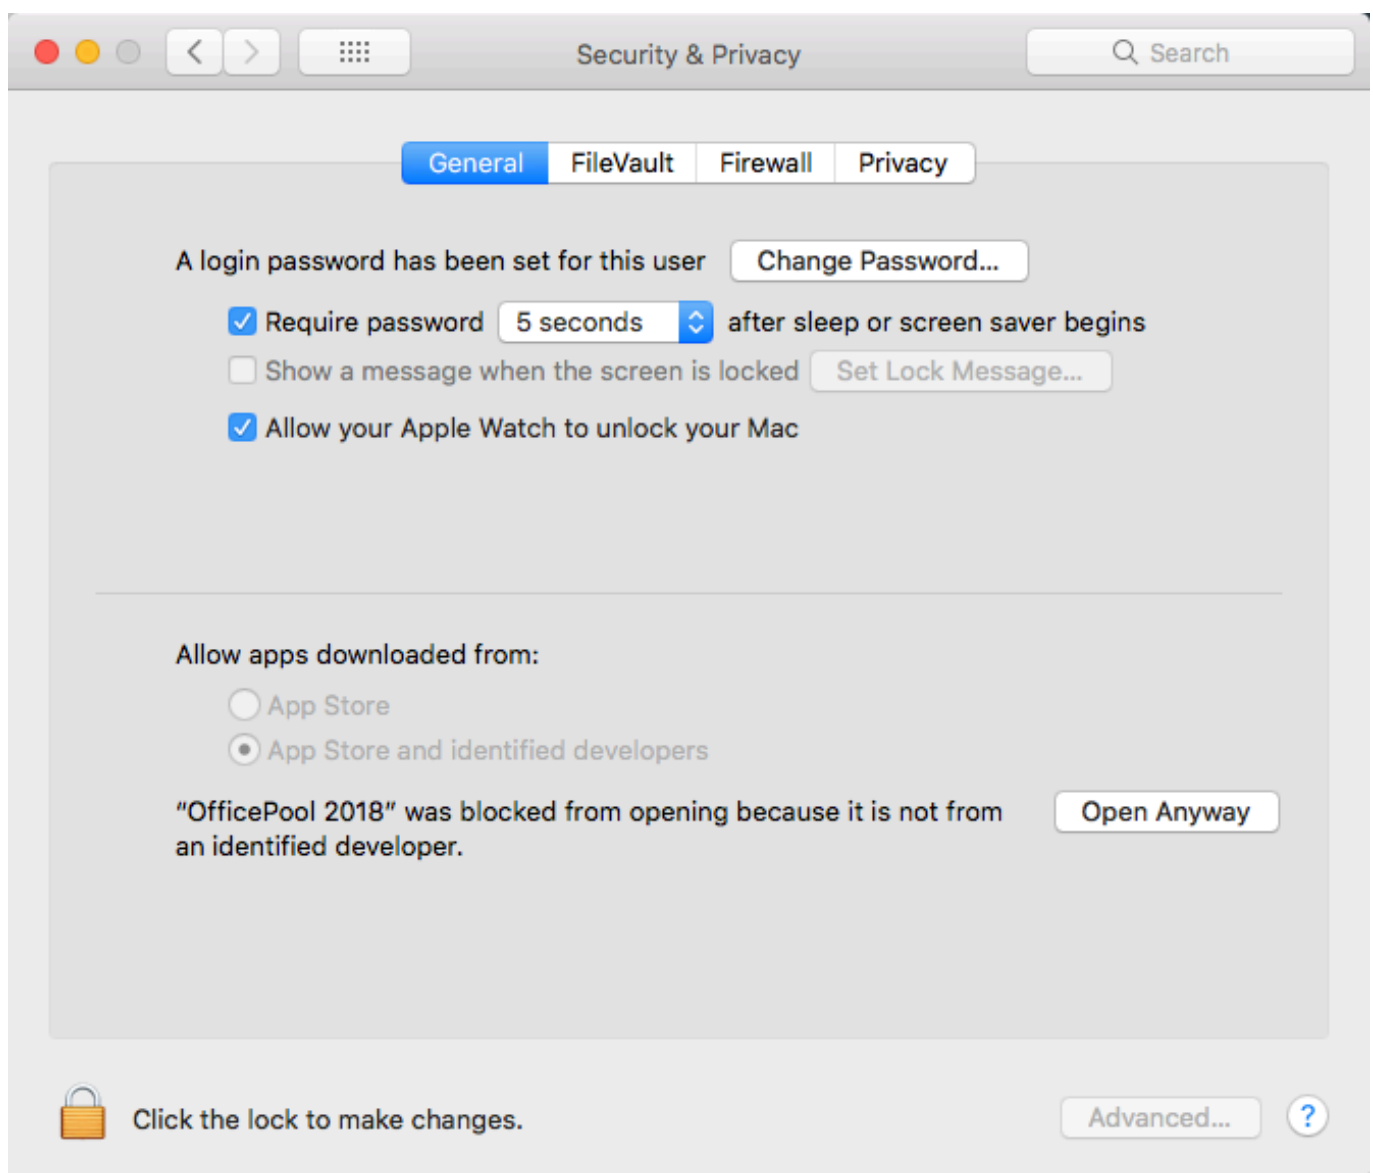 Security & Privacy
Search
General FileVault Firewall Privacy
A login password has been set for this user Change Password...
Require password 5 seconds after sleep or screen saver begins
Show a message when the screen is locked Set Lock Message...
Allow your Apple Watch to unlock your Mac
Allow apps downloaded from:
App Store
App Store and identified developers
“OfficePool 2018” was blocked from opening because it is not from
an identified developer.
Open Anyway
Click the lock to make changes.
Advanced... ?